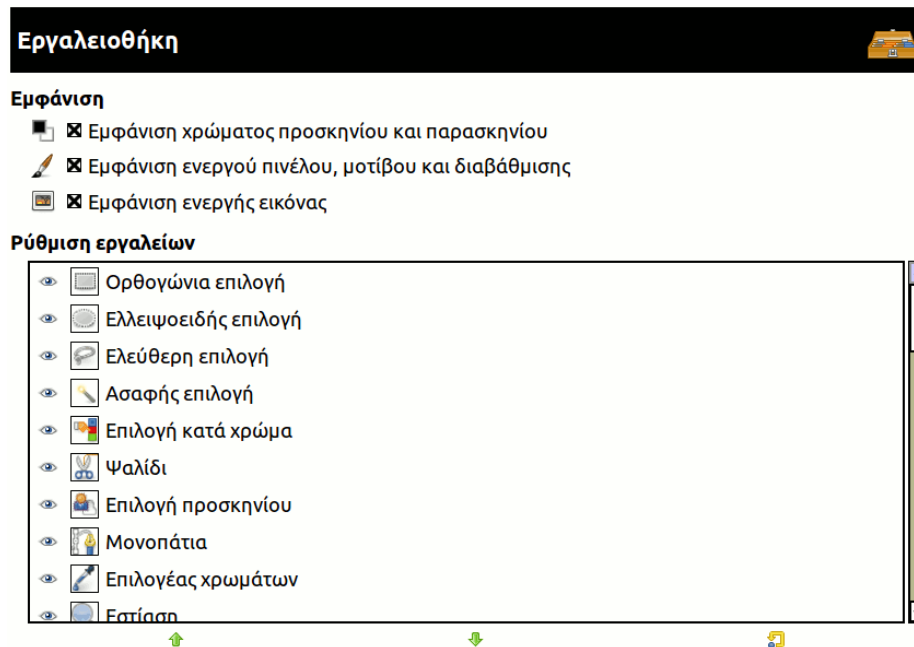 Εργαλειοθήκη
Εμφάνιση
Εμφάνιση χρώματος προσκηνίου και παρασκηνίου
Εμφάνιση ενεργού πινέλου, μοτίβου και διαβάθμισης
Εμφάνιση ενεργής εικόνας
Ρύθμιση εργαλείων
Ορθογώνια επιλογή
Ελλειψοειδής επιλογή
Ελεύθερη επιλογή
Ασαφής επιλογή
Επιλογή κατά χρώμα
Ψαλίδι
Επιλογή προσκηνίου
Μονοπάτια
Επιλογέας χρωμάτων
Εστίαση